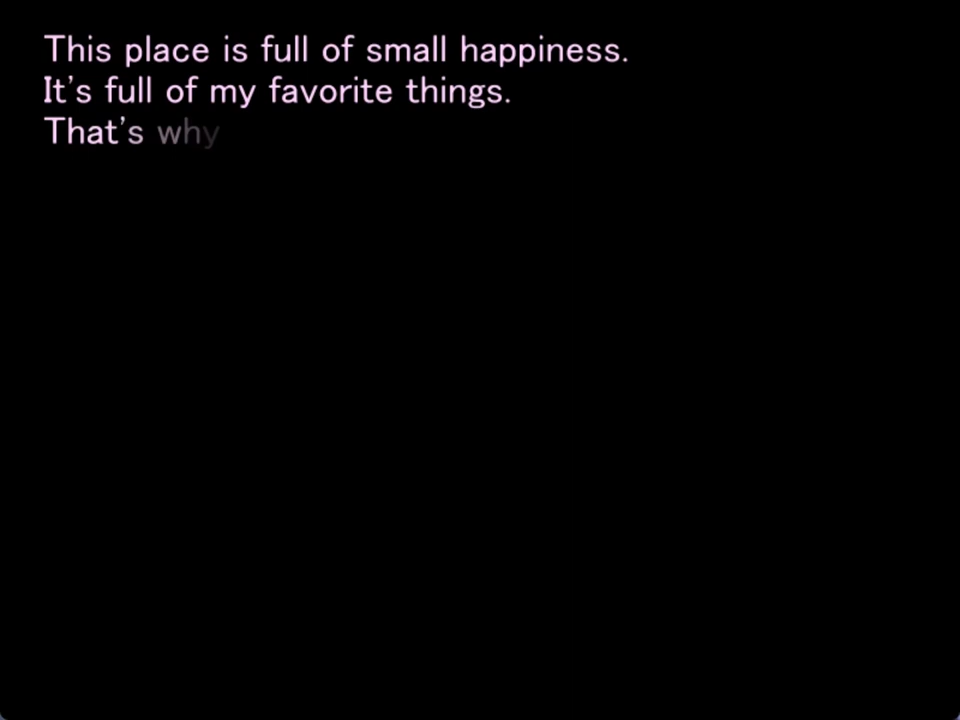 This place is full of small happiness.
It's full of my favorite things.
That's why